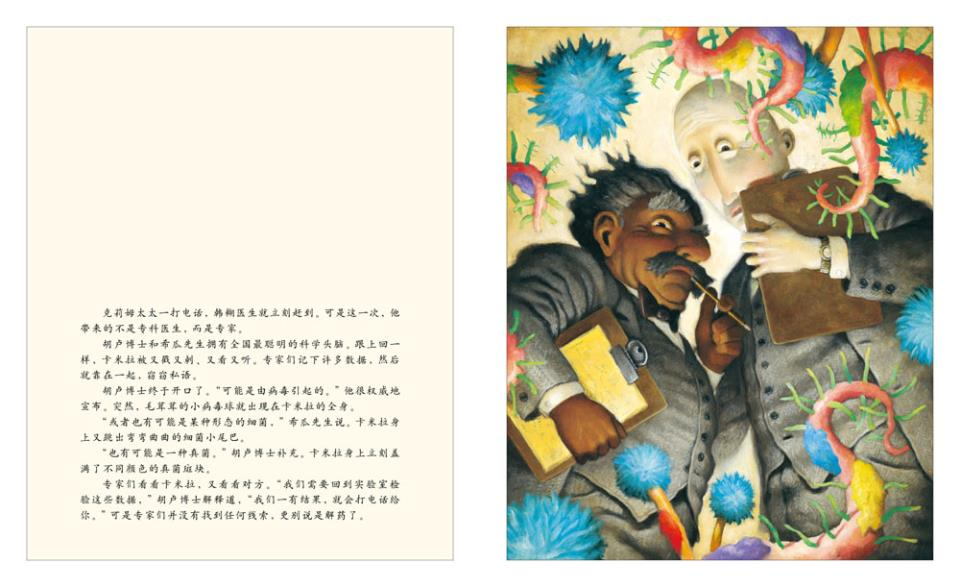 克莉姆太太一打电话，韩糊医生就立刻赶到。可是这一次，他
带来的不是专科医生，而是专家。
胡卢博士和希瓜先生拥有全国最聪明的科学头脑。跟上回一
样，卡米拉被又戳又刺，又看又听。专家们记下许多数据，然后
就靠在一起，窃窃私语。
胡卢博士终于开口了。“可能是由病毒引起的。”他很权威地
宣布。突然，毛茸茸的小病毒球就出现在卡米拉的全身。
“或者也有可能是某种形态的细菌，”希瓜先生说。卡米拉身
上又跳出弯弯曲曲的细菌小尾巴。
“也有可能是一种真菌。”胡卢博士补充。卡米拉身上立刻盖
满了不同颜色的真菌斑块。
专家们看看卡米拉，又看看对方。“我们需要回到实验室检
验这些数据，”胡卢博士解释道，“我们一有结果，就会打电话给
你。”可是专家们并没有找到任何线索，更别说是解药了。